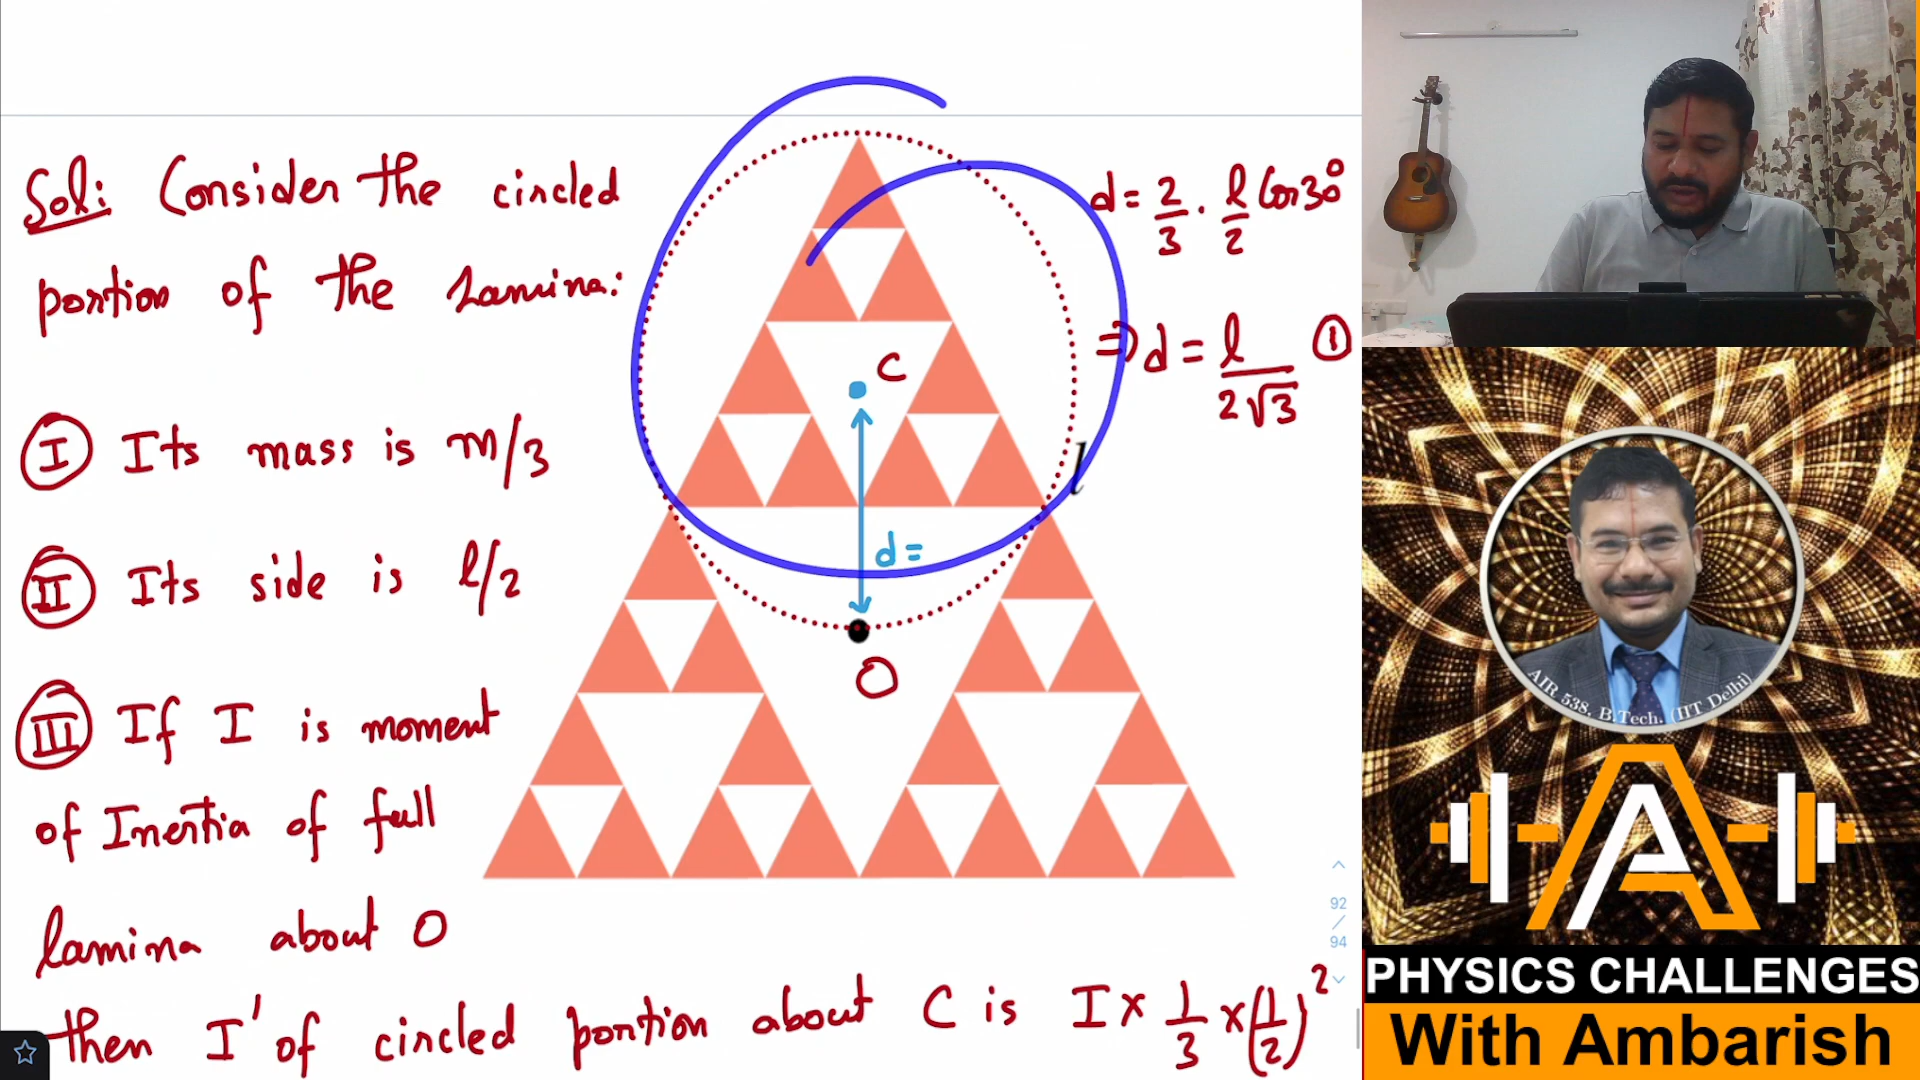 Sol: Consider the circled
portion of the Lamina:
I Its mass is m/3
II Its side is l/2
III If I is moment
of Inertia of full
lamina about O
then I' of circled portion about C is I × 1/3 × (1/2)²
C
d =
O
l
d = 2/3 · l/2 Cos30°
⇒ d = l/2√3 ①
92
/
94
AIR 538, B.Tech. (IIT Delhi)
A
PHYSICS CHALLENGES
With Ambarish